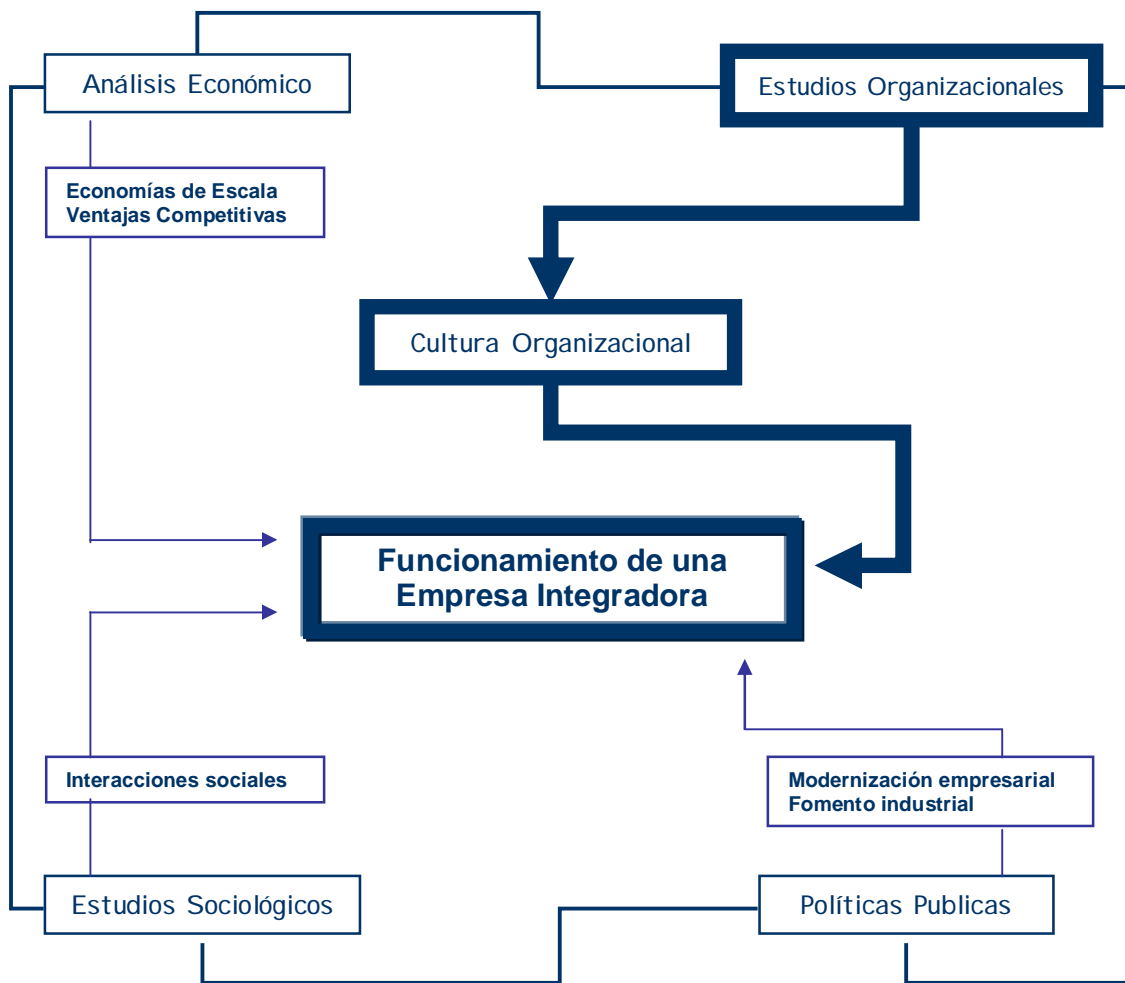 Análisis Económico
Estudios Organizacionales
Economías de Escala
Ventajas Competitivas
Cultura Organizacional
Funcionamiento de una
Empresa Integradora
Interacciones sociales
Modernización empresarial
Fomento industrial
Estudios Sociológicos
Políticas Publicas